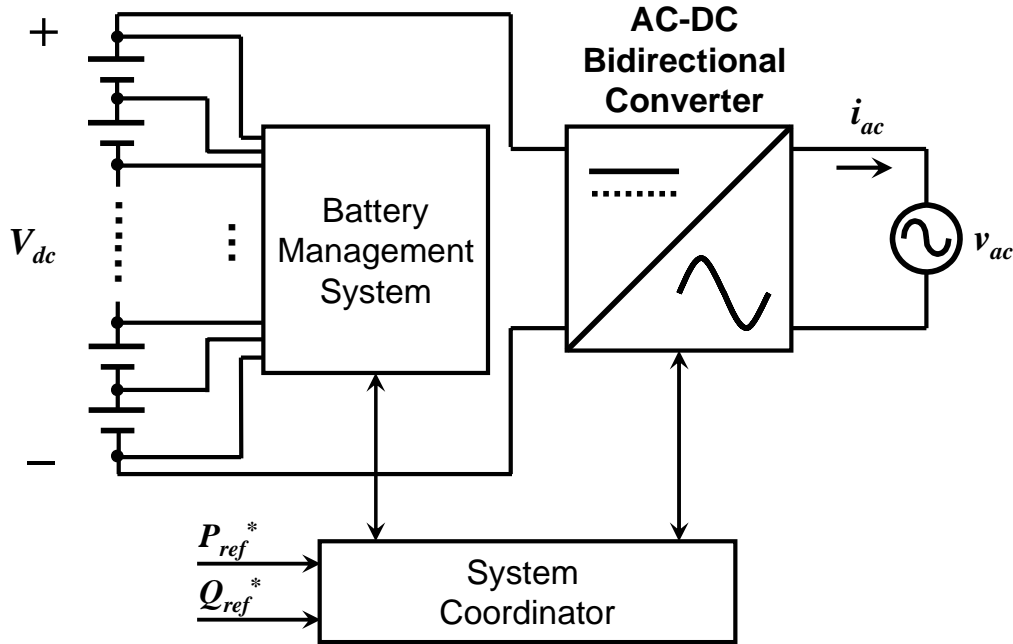 +
AC-DC
Bidirectional
Converter
i_ac
Battery
Management
System
V_dc
v_ac
−
P_ref*
Q_ref*
System
Coordinator